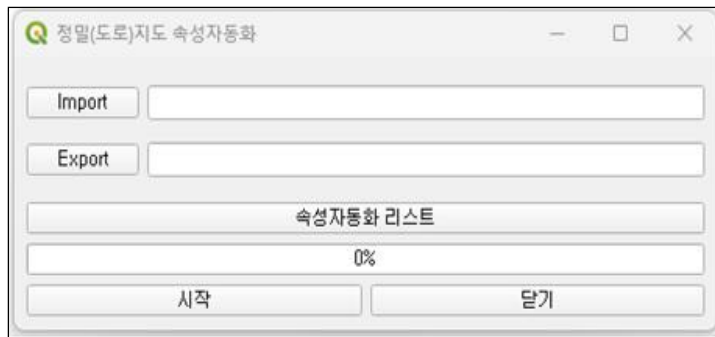 정밀(도로)지도 속성자동화
Import
Export
속성자동화 리스트
0%
시작 닫기